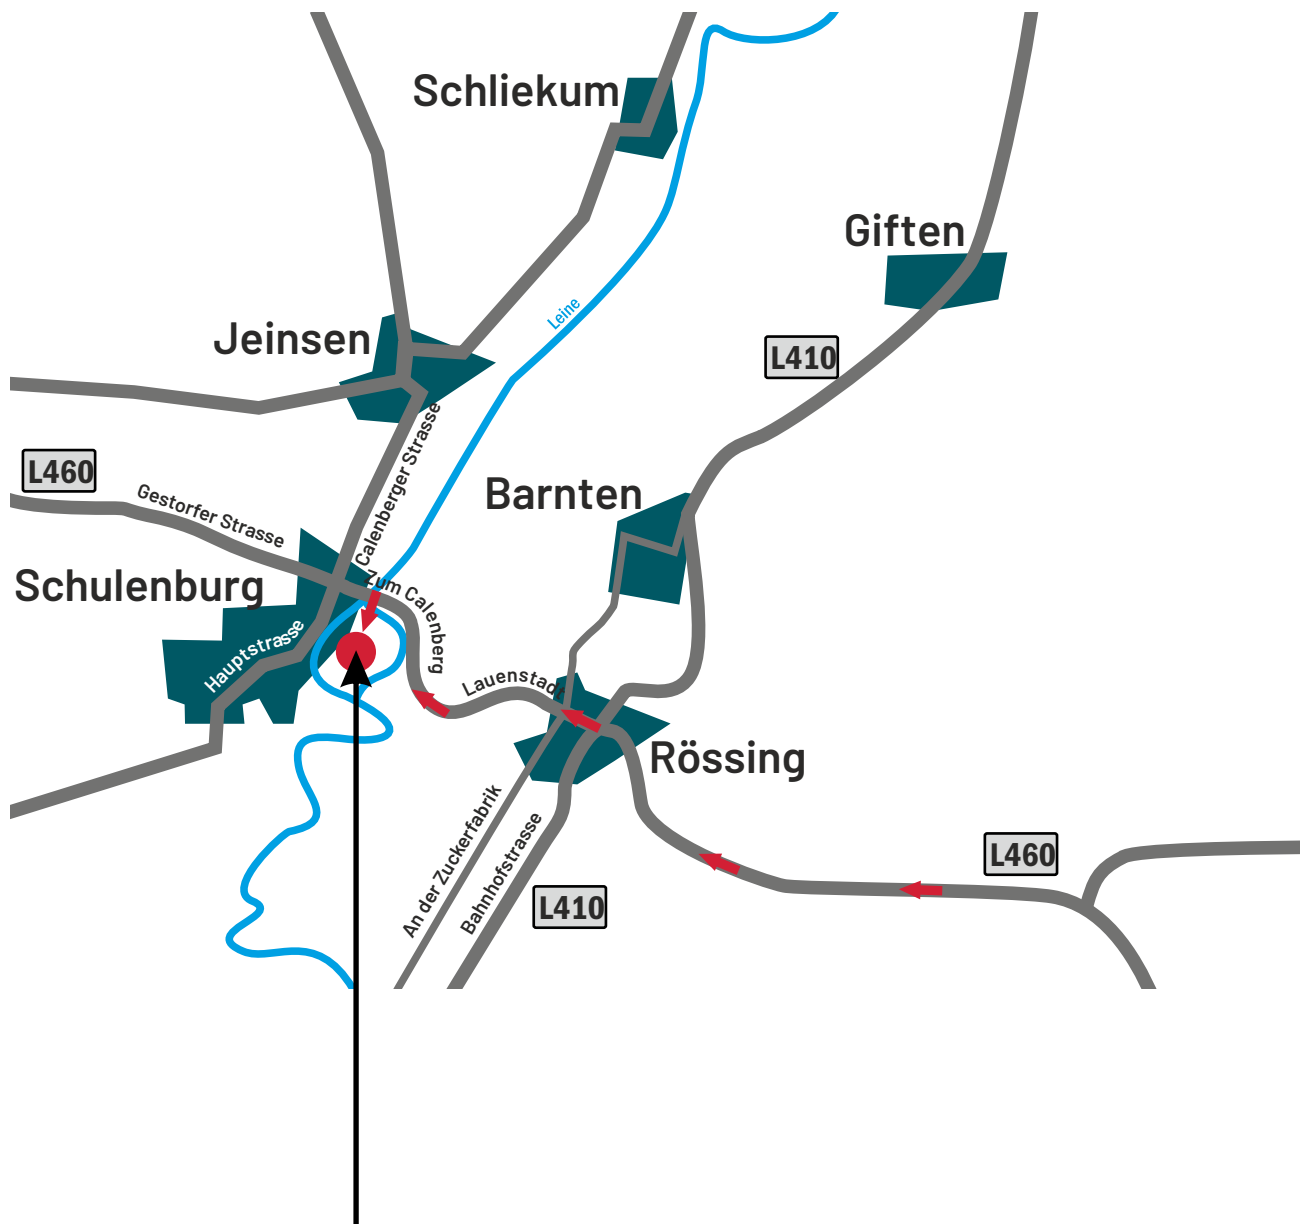 Schliekum
Giften
Leine
Jeinsen
L410
Calenberger Strasse
L460
Barnten
Gestorfer Strasse
Schulenburg
Zum Calenberg
Hauptstrasse
Lauenstadt
Rössing
An der Zuckerfabrik
Bahnhofstrasse
L460
L410